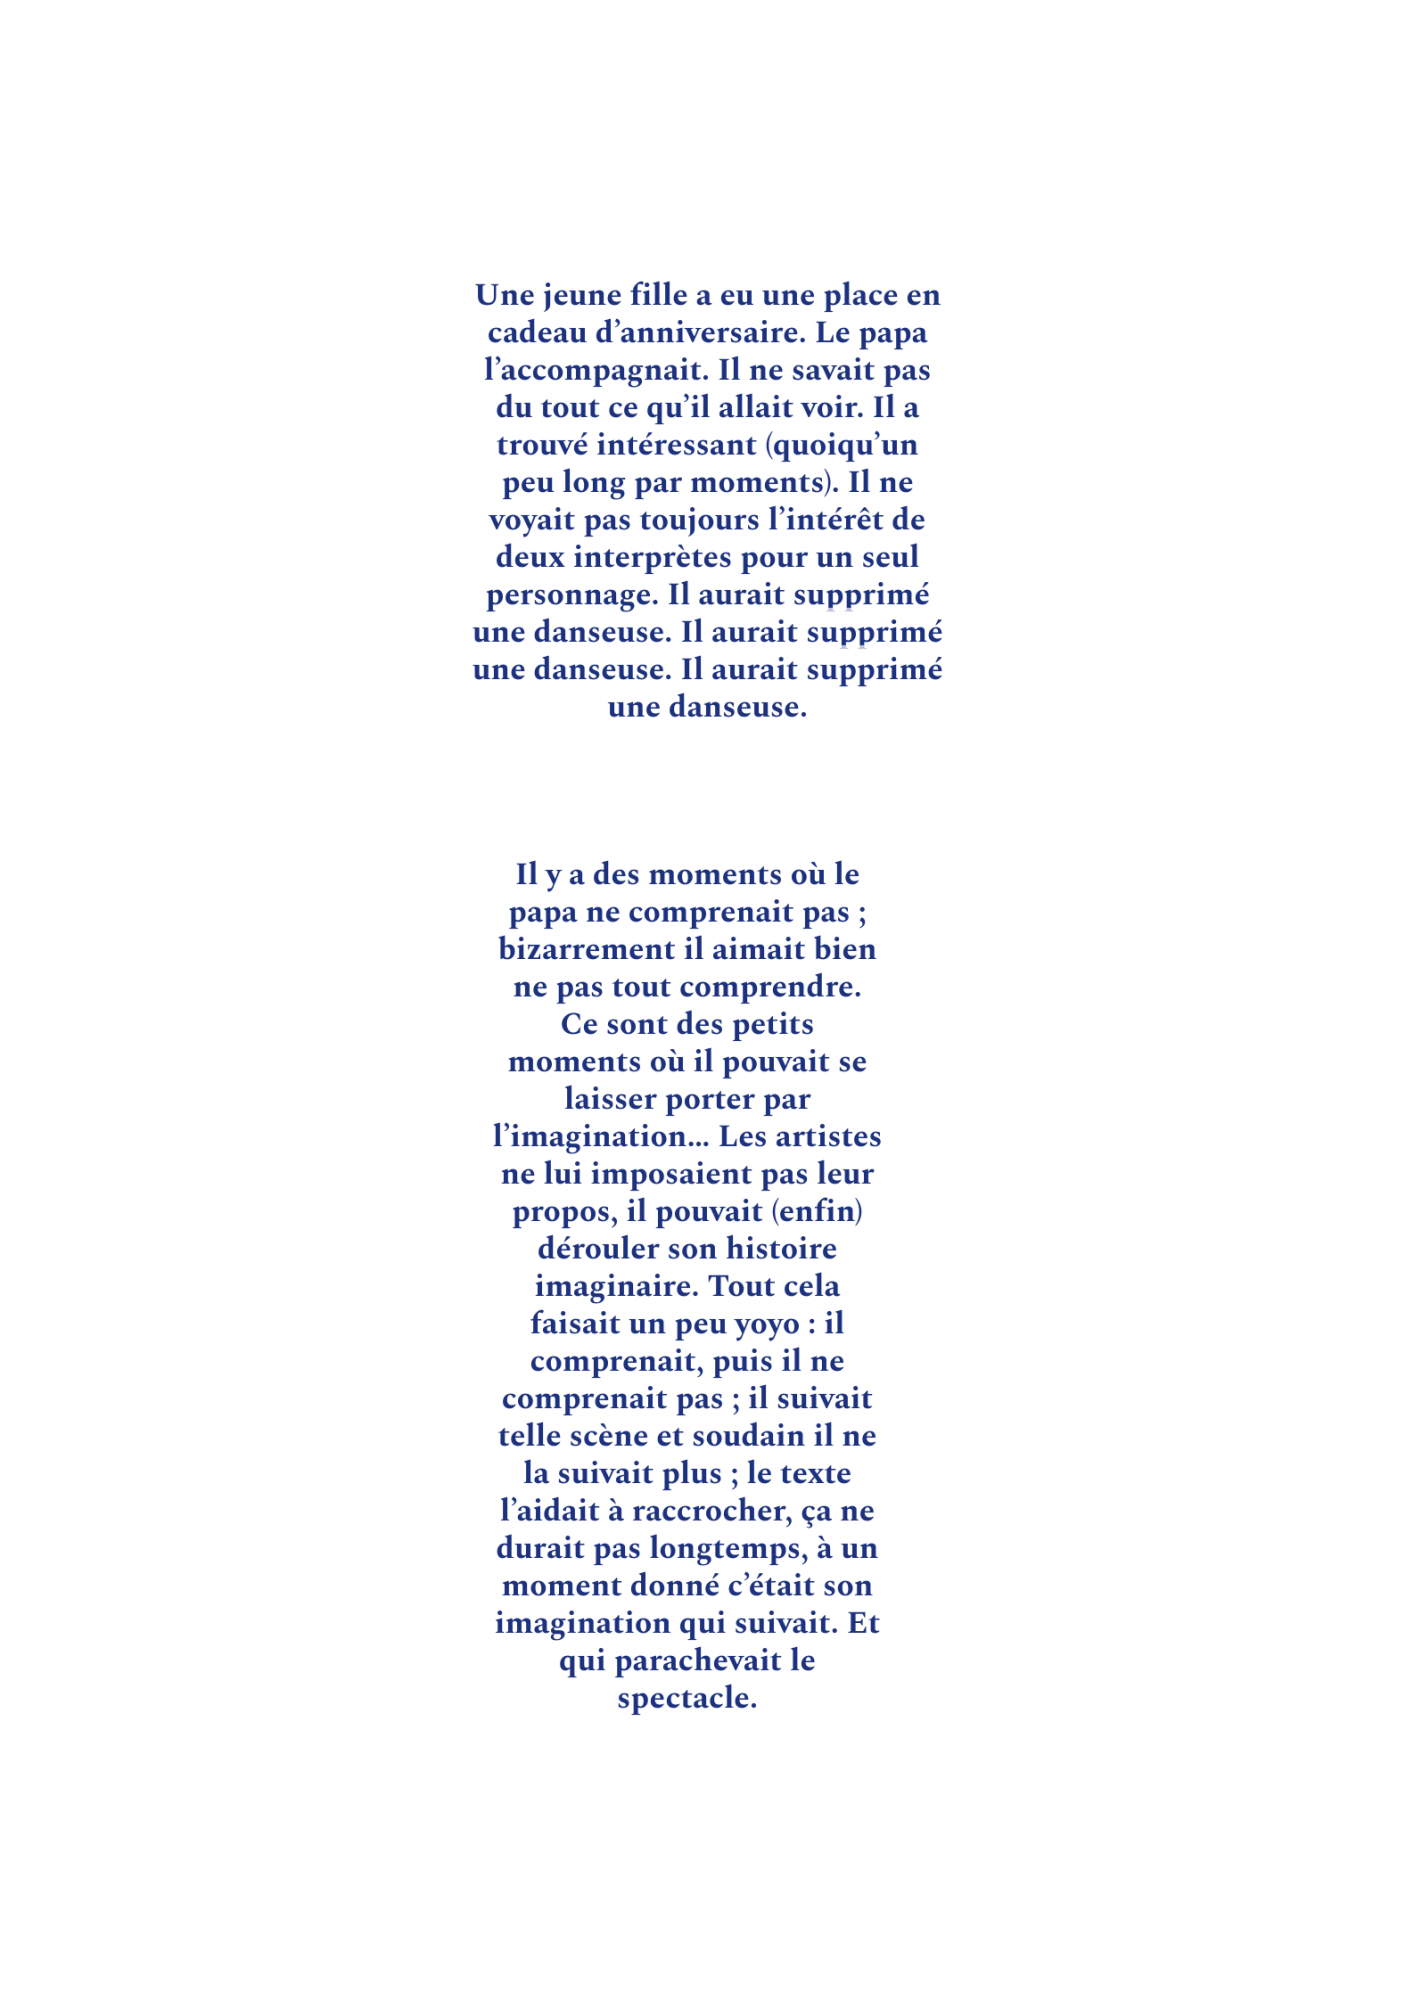 Une jeune fille a eu une place en
cadeau d’anniversaire. Le papa
l’accompagnait. Il ne savait pas
du tout ce qu’il allait voir. Il a
trouvé intéressant (quoiqu’un
peu long par moments). Il ne
voyait pas toujours l’intérêt de
deux interprètes pour un seul
personnage. Il aurait supprimé
une danseuse. Il aurait supprimé
une danseuse. Il aurait supprimé
une danseuse.
Il y a des moments où le
papa ne comprenait pas ;
bizarrement il aimait bien
ne pas tout comprendre.
Ce sont des petits
moments où il pouvait se
laisser porter par
l’imagination… Les artistes
ne lui imposaient pas leur
propos, il pouvait (enfin)
dérouler son histoire
imaginaire. Tout cela
faisait un peu yoyo : il
comprenait, puis il ne
comprenait pas ; il suivait
telle scène et soudain il ne
la suivait plus ; le texte
l’aidait à raccrocher, ça ne
durait pas longtemps, à un
moment donné c’était son
imagination qui suivait. Et
qui parachevait le
spectacle.